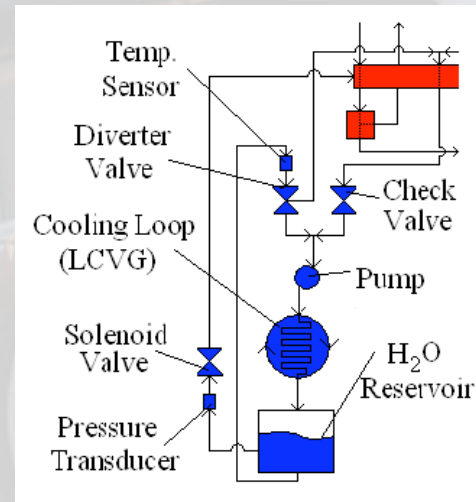 Temp.
Sensor
Diverter
Valve
Cooling Loop
(LCVG)
Solenoid
Valve
Pressure
Transducer
Check
Valve
Pump
H₂O
Reservoir